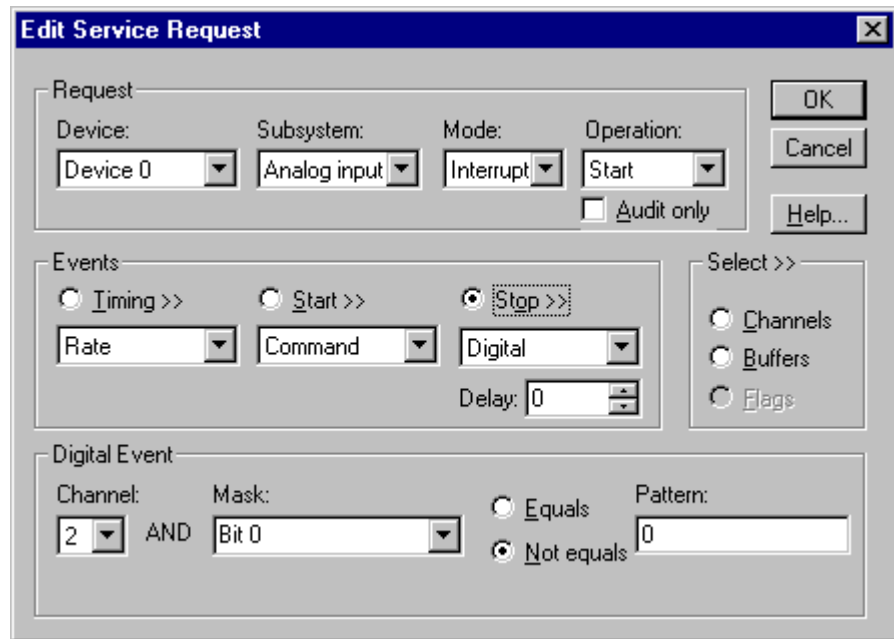 Edit Service Request
Request
Device: Subsystem: Mode: Operation:
Device 0 Analog input Interrupt Start
Audit only
OK
Cancel
Help...
Events
Timing >> Start >> Stop >>
Rate Command Digital
Delay: 0
Select >>
Channels
Buffers
Flags
Digital Event
Channel: Mask: Pattern:
2 AND Bit 0 Equals 0
Not equals